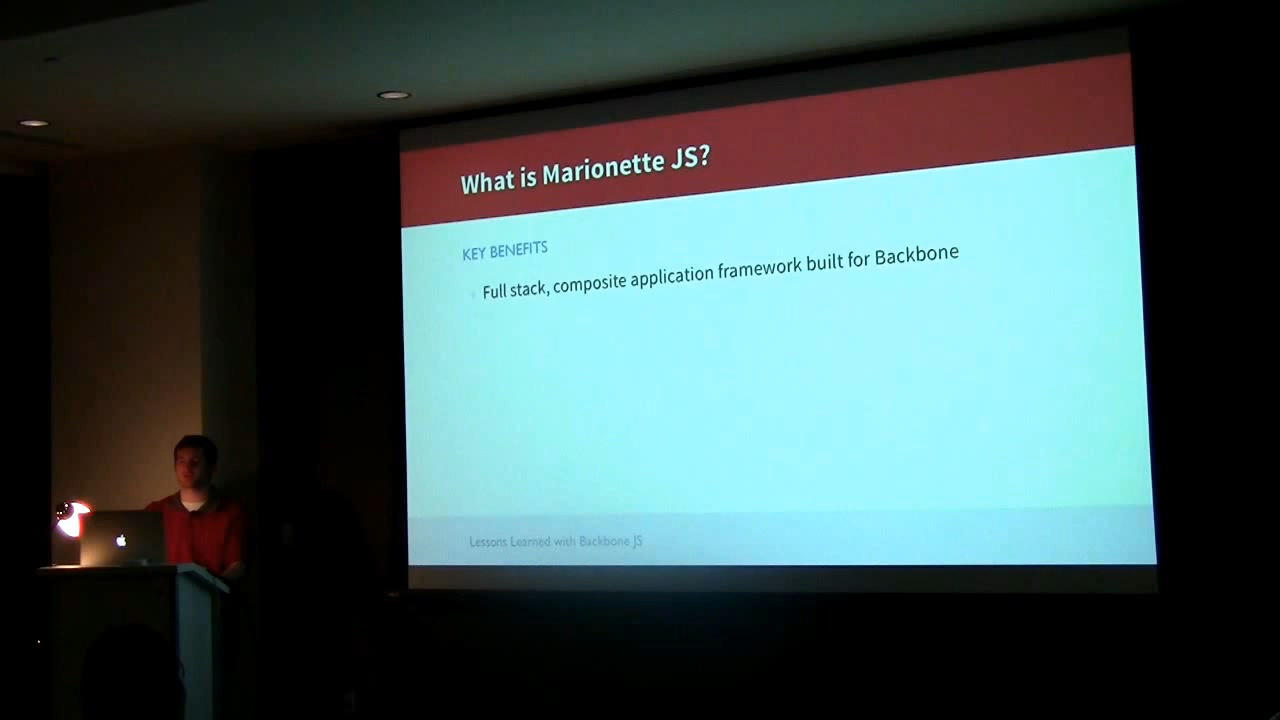 What is Marionette JS?
KEY BENEFITS
Full stack, composite application framework built for Backbone
Lessons Learned with Backbone JS